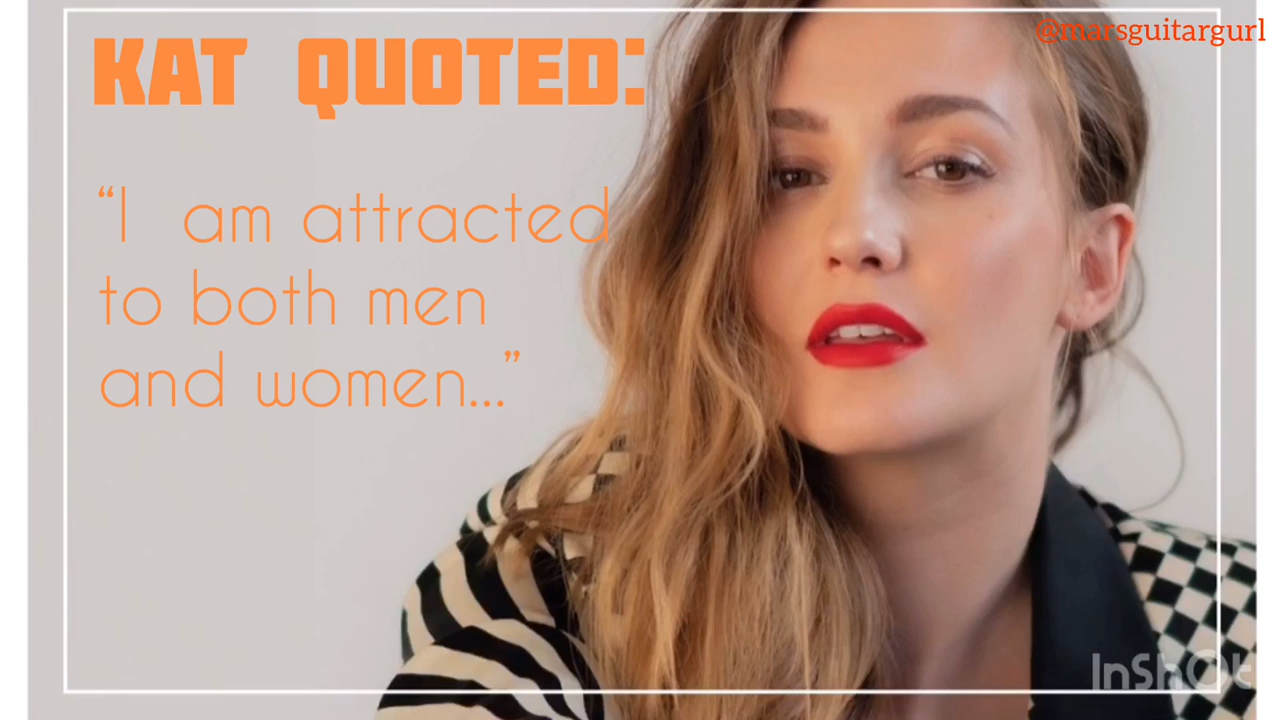 @marsguitargurl
KAT QUOTED:
“I am attracted
to both men
and women...”
InShOt